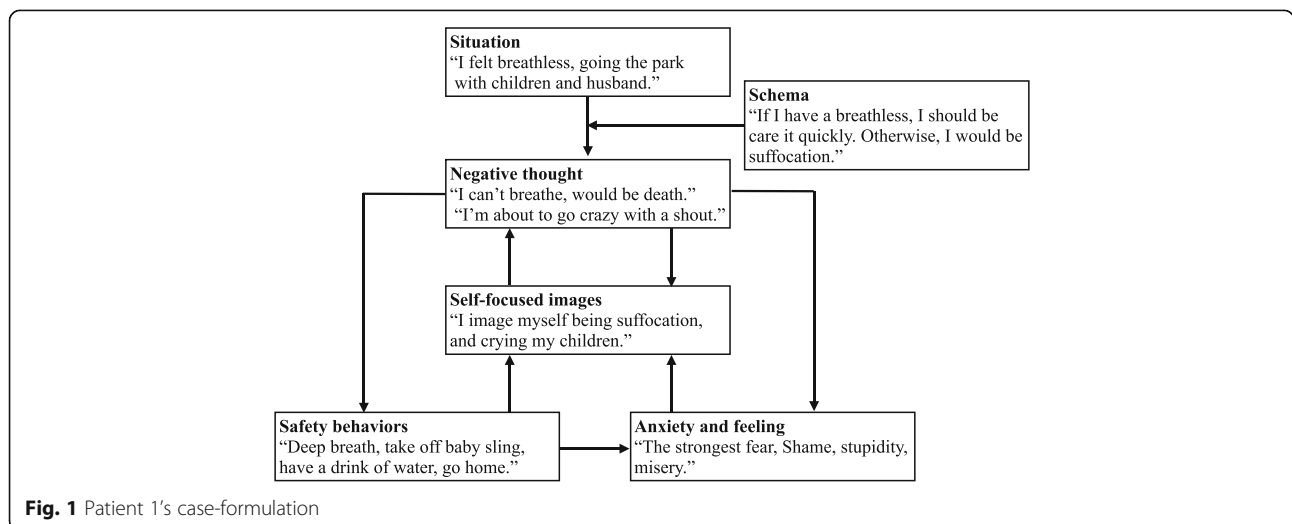 Situation
“I felt breathless, going the park
with children and husband.”
Schema
“If I have a breathless, I should be
care it quickly. Otherwise, I would be
suffocation.”
Negative thought
“I can’t breathe, would be death.”
“I’m about to go crazy with a shout.”
Self-focused images
“I image myself being suffocation,
and crying my children.”
Safety behaviors
“Deep breath, take off baby sling,
have a drink of water, go home.”
Anxiety and feeling
“The strongest fear, Shame, stupidity,
misery.”
Fig. 1 Patient 1’s case-formulation